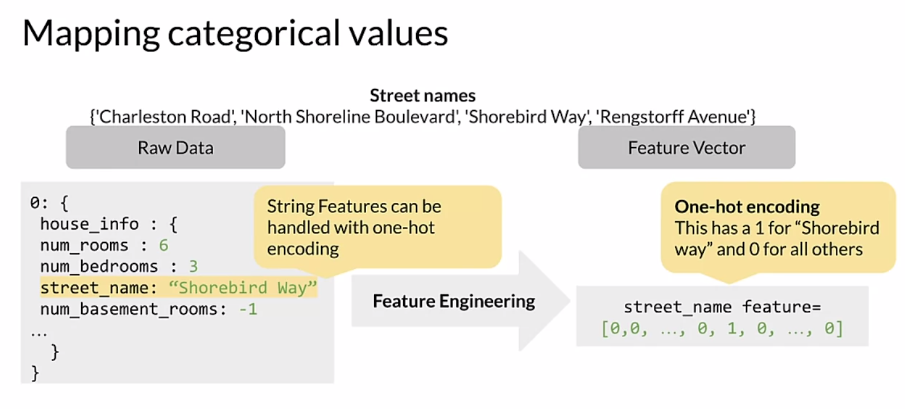 Mapping categorical values
Street names
{'Charleston Road', 'North Shoreline Boulevard', 'Shorebird Way', 'Rengstorff Avenue'}
Raw Data
Feature Vector
0: {
house_info : {
num_rooms : 6
num_bedrooms : 3
street_name: “Shorebird Way”
num_basement_rooms: -1
…
}
}
String Features can be
handled with one-hot
encoding
Feature Engineering
One-hot encoding
This has a 1 for “Shorebird
way” and 0 for all others
street_name feature=
[0,0, …, 0, 1, 0, …, 0]